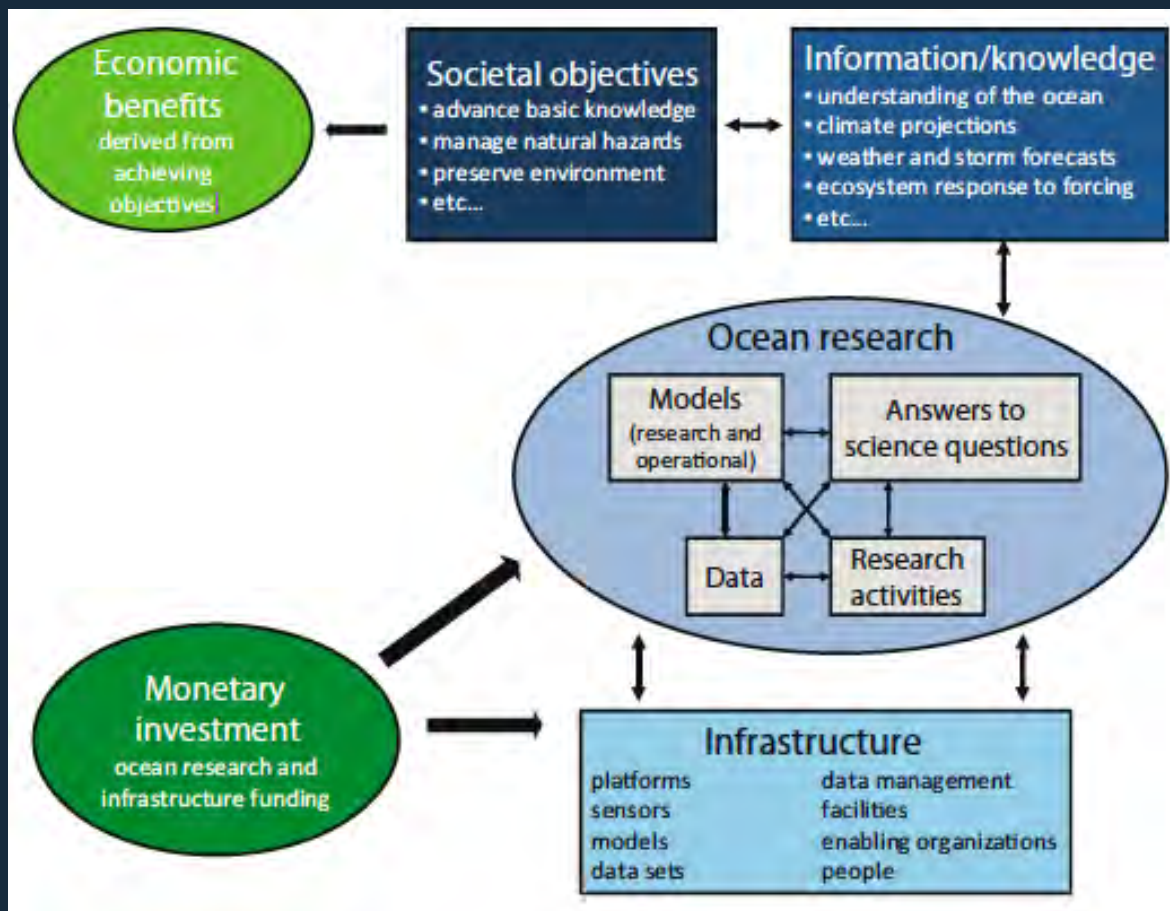 Economic
benefits
derived from
achieving
objectives
Societal objectives
• advance basic knowledge
• manage natural hazards
• preserve environment
• etc...
Information/knowledge
• understanding of the ocean
• climate projections
• weather and storm forecasts
• ecosystem response to forcing
• etc...
Ocean research
Models
(research and
operational)
Answers to
science questions
Data
Research
activities
Monetary
investment
ocean research and
infrastructure funding
Infrastructure
platforms
sensors
models
data sets
data management
facilities
enabling organizations
people